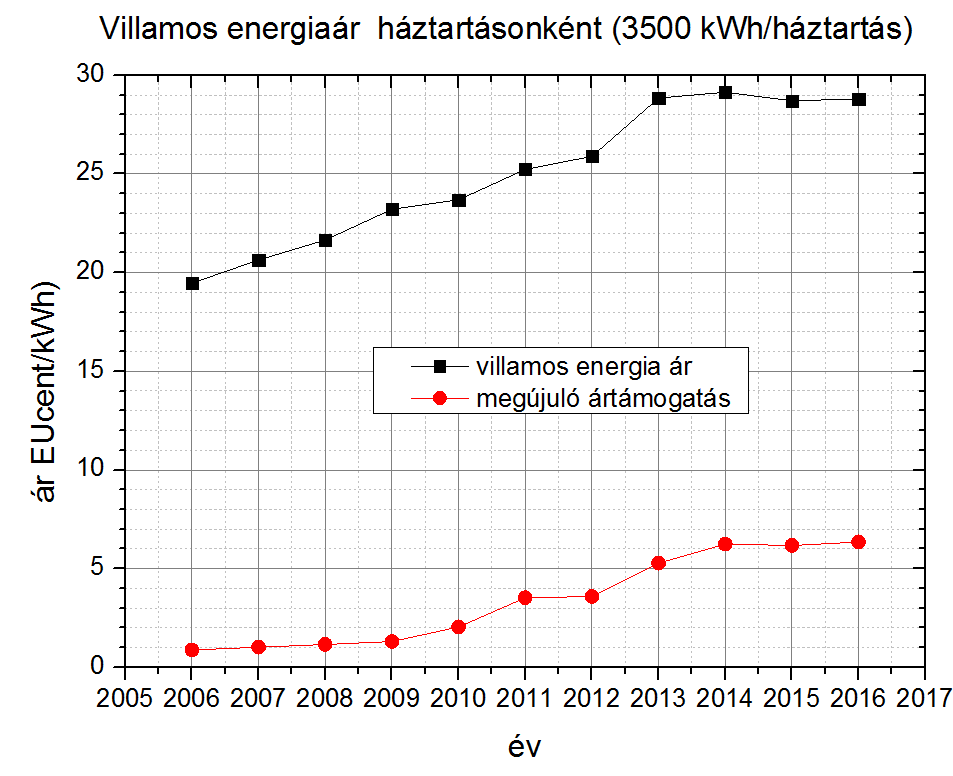 Villamos energiaár  háztartásonként (3500 kWh/háztartás)
30
25
20
15
10
5
0
ár EUcent/kWh)
villamos energia ár
megújuló ártámogatás
2005 2006 2007 2008 2009 2010 2011 2012 2013 2014 2015 2016 2017
év